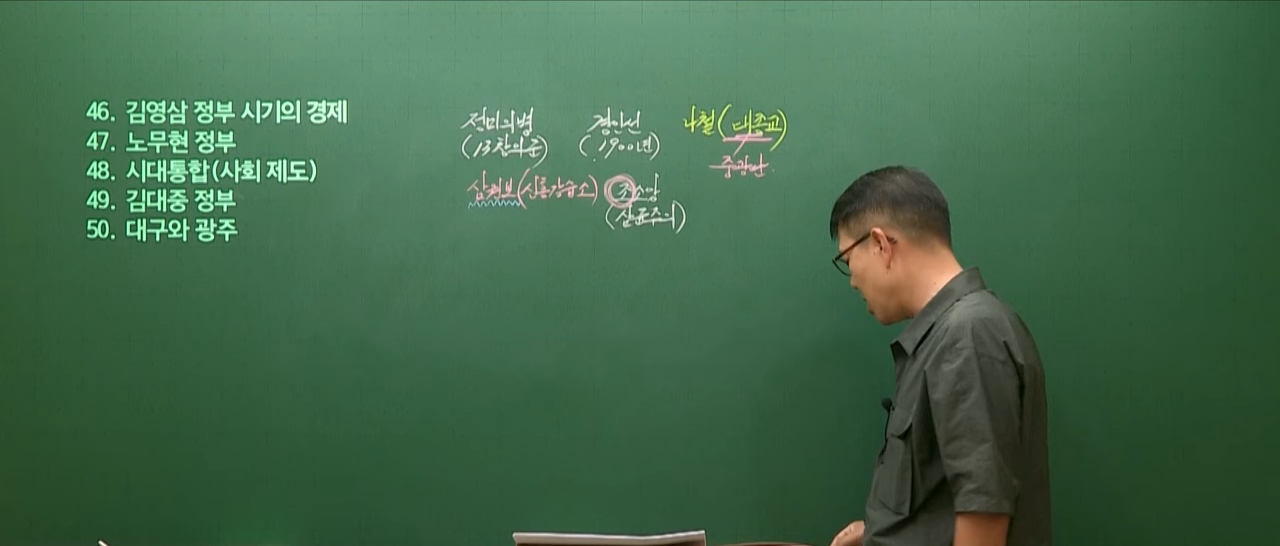 46. 김영삼 정부 시기의 경제
47. 노무현 정부
48. 시대통합(사회 제도)
49. 김대중 정부
50. 대구와 광주
정미의병 경인선 나철(대종교)
(13창의군) (1900년) 중광단
삼원보(신흥강습소) 조소앙
(삼균주의)